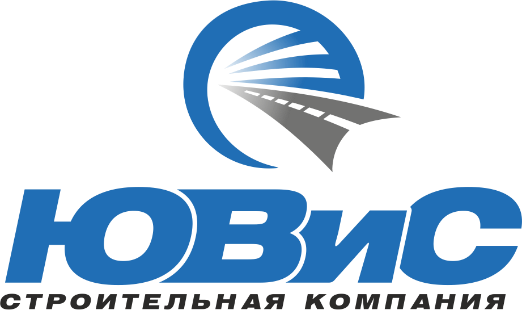 ЮВиС
СТРОИТЕЛЬНАЯ КОМПАНИЯ